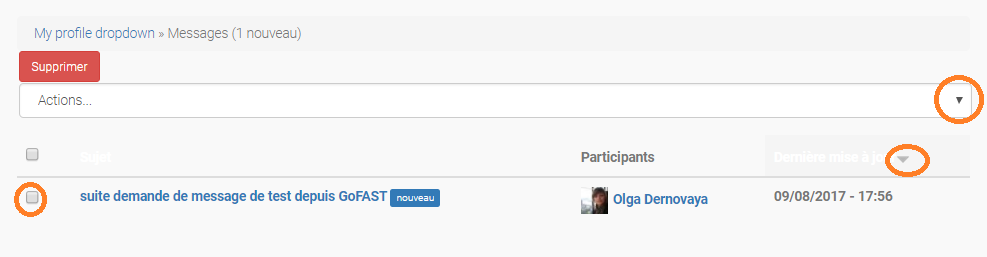 My profile dropdown » Messages (1 nouveau)
Supprimer
Actions...
Sujet Participants Dernière mise à jo
suite demande de message de test depuis GoFAST nouveau Olga Dernovaya 09/08/2017 - 17:56